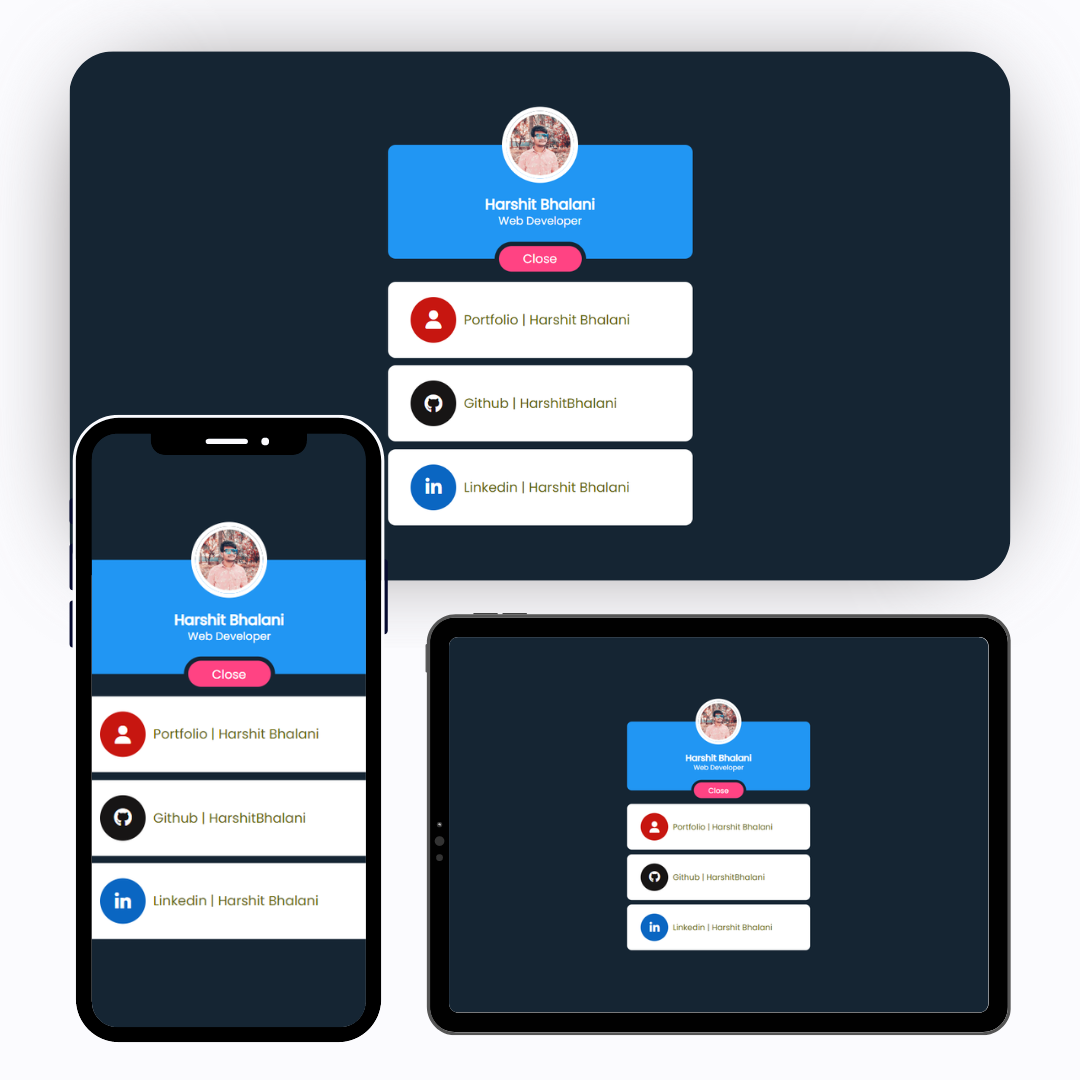 Harshit Bhalani
Web Developer
Close
Portfolio | Harshit Bhalani
Github | HarshitBhalani
in
Linkedin | Harshit Bhalani
Harshit Bhalani
Web Developer
Close
Portfolio | Harshit Bhalani
Github | HarshitBhalani
in
Linkedin | Harshit Bhalani
Harshit Bhalani
Web Developer
Close
Portfolio | Harshit Bhalani
Github | HarshitBhalani
in
Linkedin | Harshit Bhalani